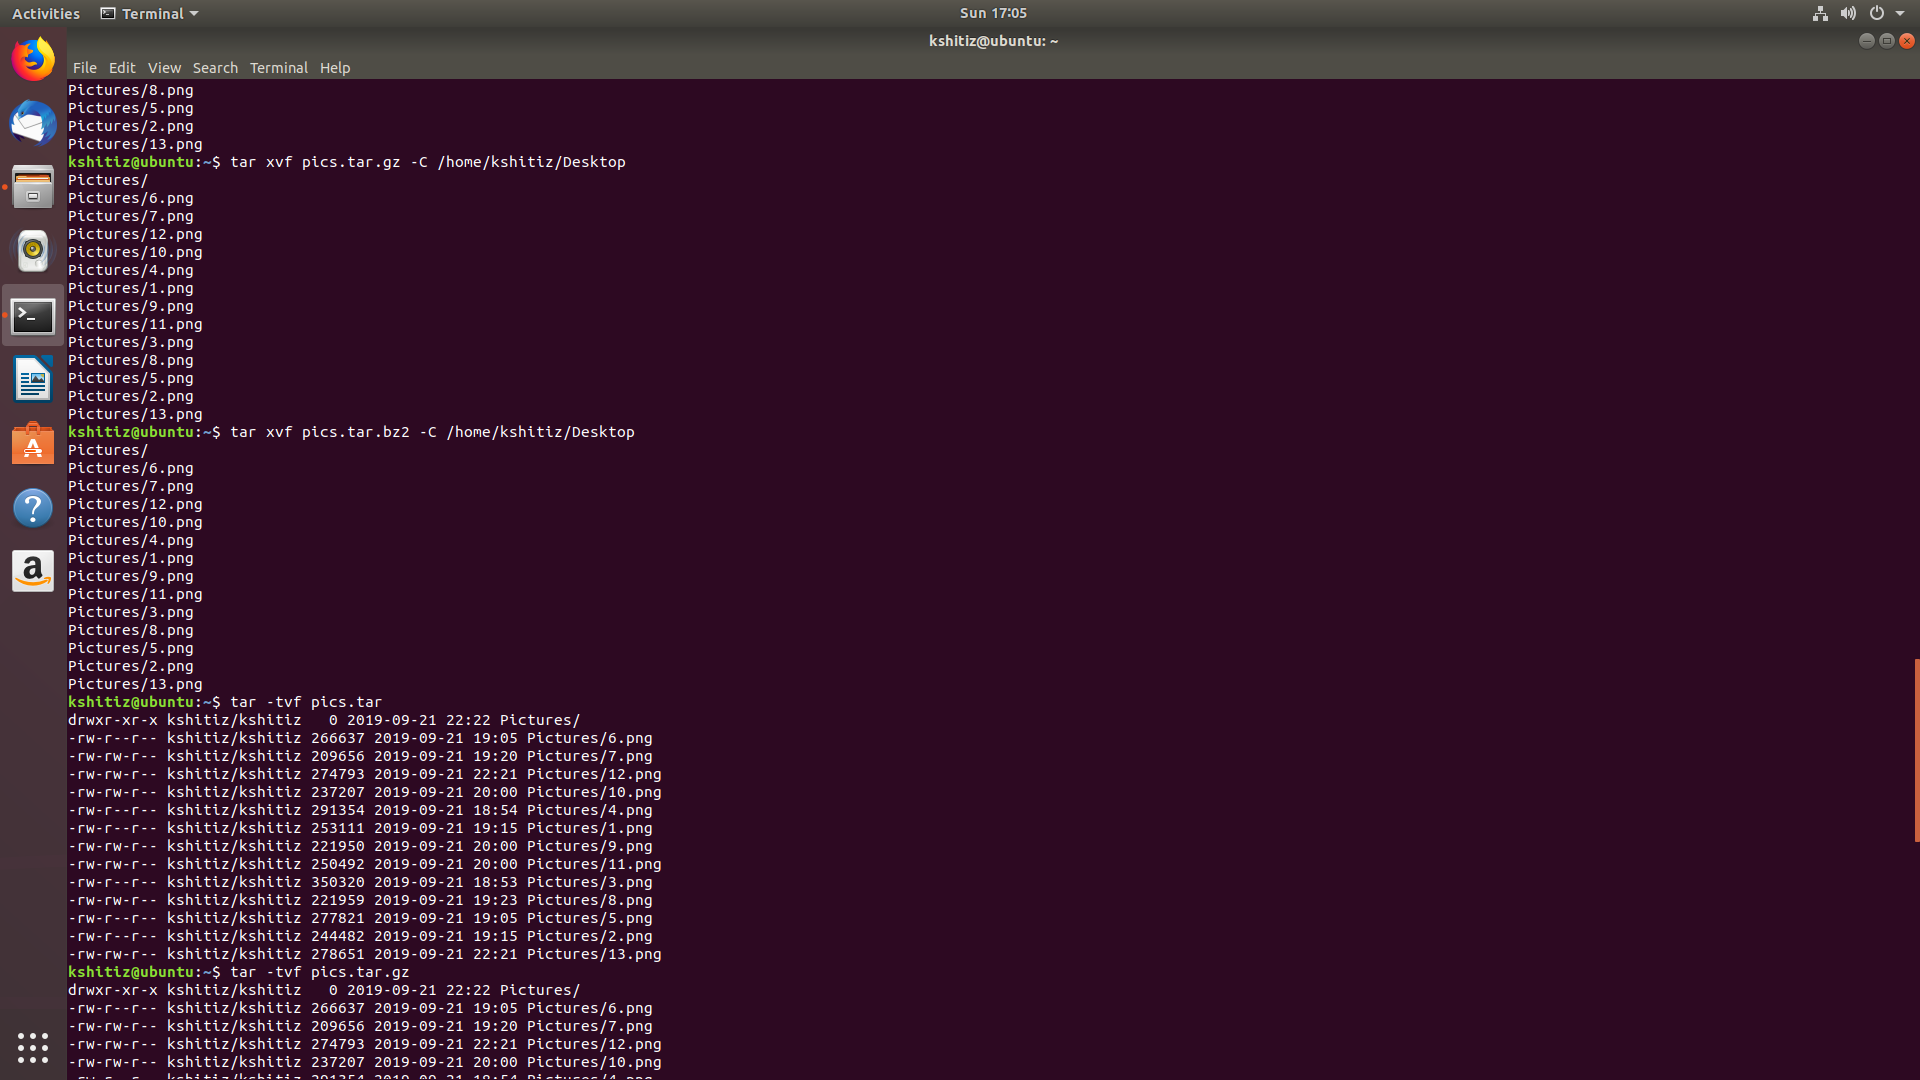 Activities Terminal Sun 17:05
kshitiz@ubuntu: ~
File Edit View Search Terminal Help
Pictures/8.png
Pictures/5.png
Pictures/2.png
Pictures/13.png
kshitiz@ubuntu:~$ tar xvf pics.tar.gz -C /home/kshitiz/Desktop
Pictures/
Pictures/6.png
Pictures/7.png
Pictures/12.png
Pictures/10.png
Pictures/4.png
Pictures/1.png
Pictures/9.png
Pictures/11.png
Pictures/3.png
Pictures/8.png
Pictures/5.png
Pictures/2.png
Pictures/13.png
kshitiz@ubuntu:~$ tar xvf pics.tar.bz2 -C /home/kshitiz/Desktop
Pictures/
Pictures/6.png
Pictures/7.png
Pictures/12.png
Pictures/10.png
Pictures/4.png
Pictures/1.png
Pictures/9.png
Pictures/11.png
Pictures/3.png
Pictures/8.png
Pictures/5.png
Pictures/2.png
Pictures/13.png
kshitiz@ubuntu:~$ tar -tvf pics.tar
drwxr-xr-x kshitiz/kshitiz   0 2019-09-21 22:22 Pictures/
-rw-r--r-- kshitiz/kshitiz 266637 2019-09-21 19:05 Pictures/6.png
-rw-rw-r-- kshitiz/kshitiz 209656 2019-09-21 19:20 Pictures/7.png
-rw-rw-r-- kshitiz/kshitiz 274793 2019-09-21 22:21 Pictures/12.png
-rw-rw-r-- kshitiz/kshitiz 237207 2019-09-21 20:00 Pictures/10.png
-rw-r--r-- kshitiz/kshitiz 291354 2019-09-21 18:54 Pictures/4.png
-rw-r--r-- kshitiz/kshitiz 253111 2019-09-21 19:15 Pictures/1.png
-rw-rw-r-- kshitiz/kshitiz 221950 2019-09-21 20:00 Pictures/9.png
-rw-rw-r-- kshitiz/kshitiz 250492 2019-09-21 20:00 Pictures/11.png
-rw-r--r-- kshitiz/kshitiz 350320 2019-09-21 18:53 Pictures/3.png
-rw-rw-r-- kshitiz/kshitiz 221959 2019-09-21 19:23 Pictures/8.png
-rw-r--r-- kshitiz/kshitiz 277821 2019-09-21 19:05 Pictures/5.png
-rw-r--r-- kshitiz/kshitiz 244482 2019-09-21 19:15 Pictures/2.png
-rw-rw-r-- kshitiz/kshitiz 278651 2019-09-21 22:21 Pictures/13.png
kshitiz@ubuntu:~$ tar -tvf pics.tar.gz
drwxr-xr-x kshitiz/kshitiz   0 2019-09-21 22:22 Pictures/
-rw-r--r-- kshitiz/kshitiz 266637 2019-09-21 19:05 Pictures/6.png
-rw-rw-r-- kshitiz/kshitiz 209656 2019-09-21 19:20 Pictures/7.png
-rw-rw-r-- kshitiz/kshitiz 274793 2019-09-21 22:21 Pictures/12.png
-rw-rw-r-- kshitiz/kshitiz 237207 2019-09-21 20:00 Pictures/10.png